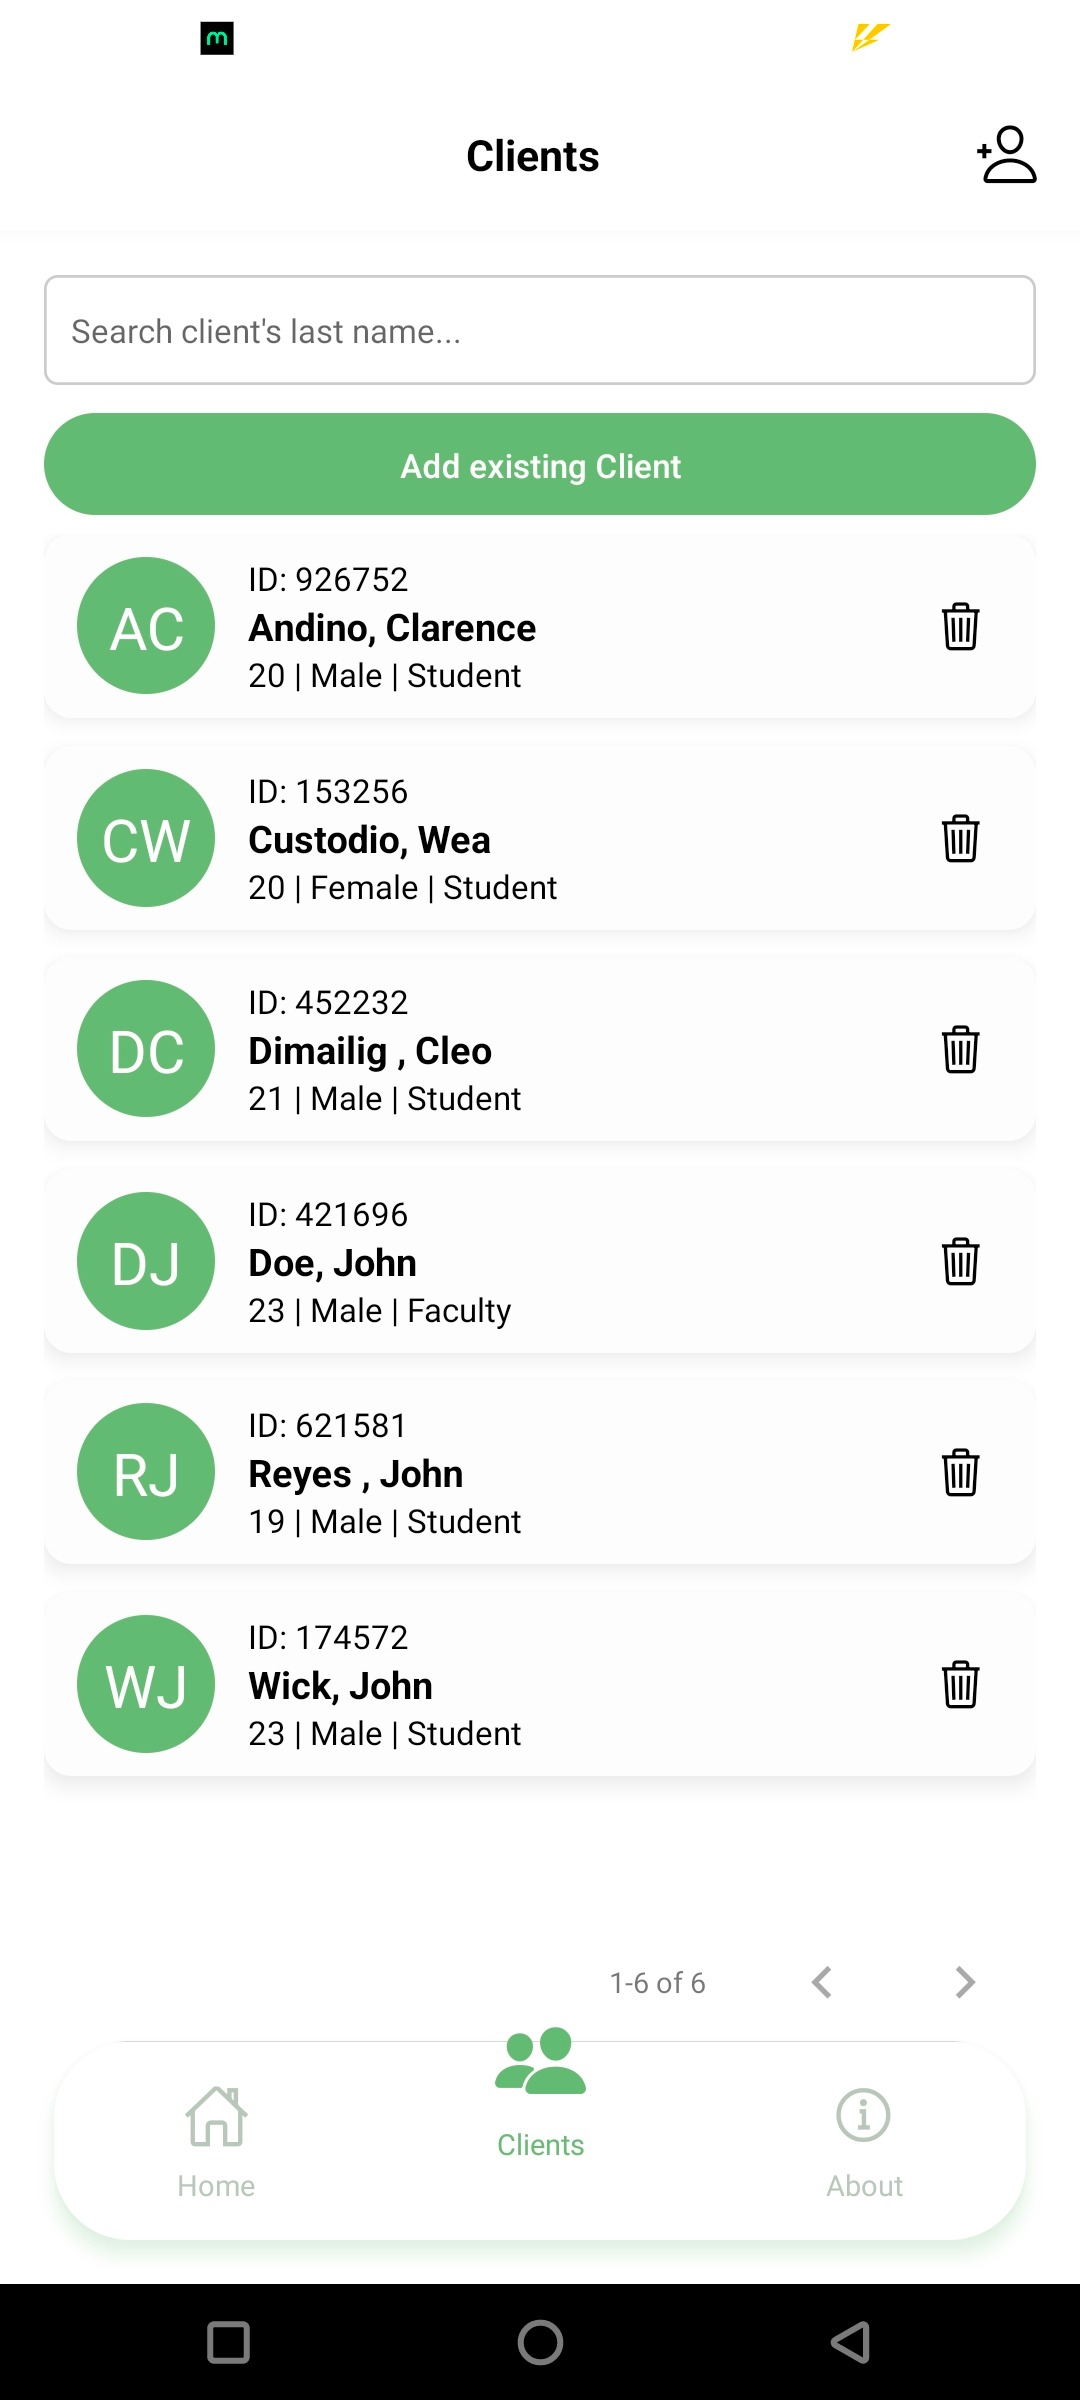 Clients
Search client's last name...
Add existing Client
AC
ID: 926752
Andino, Clarence
20 | Male | Student
CW
ID: 153256
Custodio, Wea
20 | Female | Student
DC
ID: 452232
Dimailig , Cleo
21 | Male | Student
DJ
ID: 421696
Doe, John
23 | Male | Faculty
RJ
ID: 621581
Reyes , John
19 | Male | Student
WJ
ID: 174572
Wick, John
23 | Male | Student
1-6 of 6
Home
Clients
About